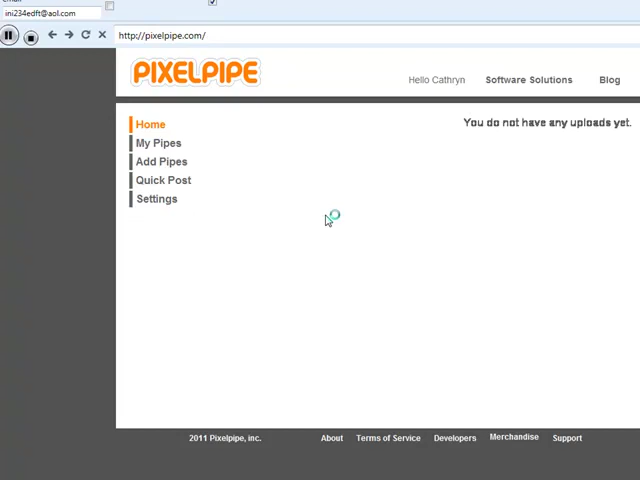 ini234edft@aol.com
http://pixelpipe.com/
PIXELPIPE
Hello Cathryn Software Solutions Blog
Home
You do not have any uploads yet.
My Pipes
Add Pipes
Quick Post
Settings
2011 Pixelpipe, inc. About Terms of Service Developers Merchandise Support